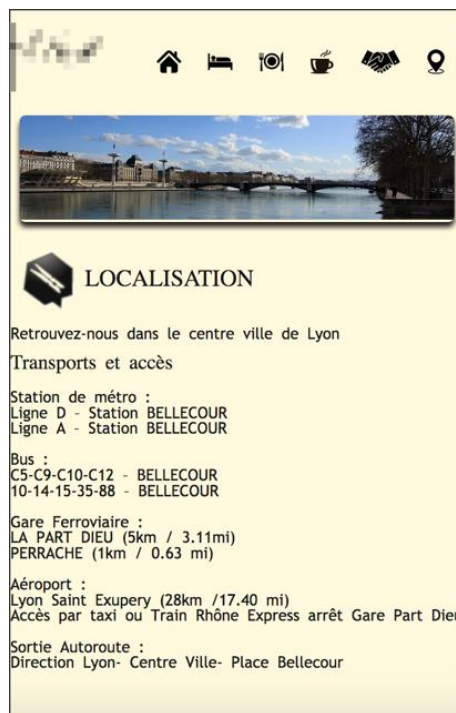 LOCALISATION
Retrouvez-nous dans le centre ville de Lyon
Transports et accès
Station de métro :
Ligne D - Station BELLECOUR
Ligne A - Station BELLECOUR
Bus :
C5-C9-C10-C12 - BELLECOUR
10-14-15-35-88 - BELLECOUR
Gare Ferroviaire :
LA PART DIEU (5km / 3.11mi)
PERRACHE (1km / 0.63 mi)
Aéroport :
Lyon Saint Exupery (28km /17.40 mi)
Accès par taxi ou Train Rhône Express arrêt Gare Part
Sortie Autoroute :
Direction Lyon- Centre Ville- Place Bellecour